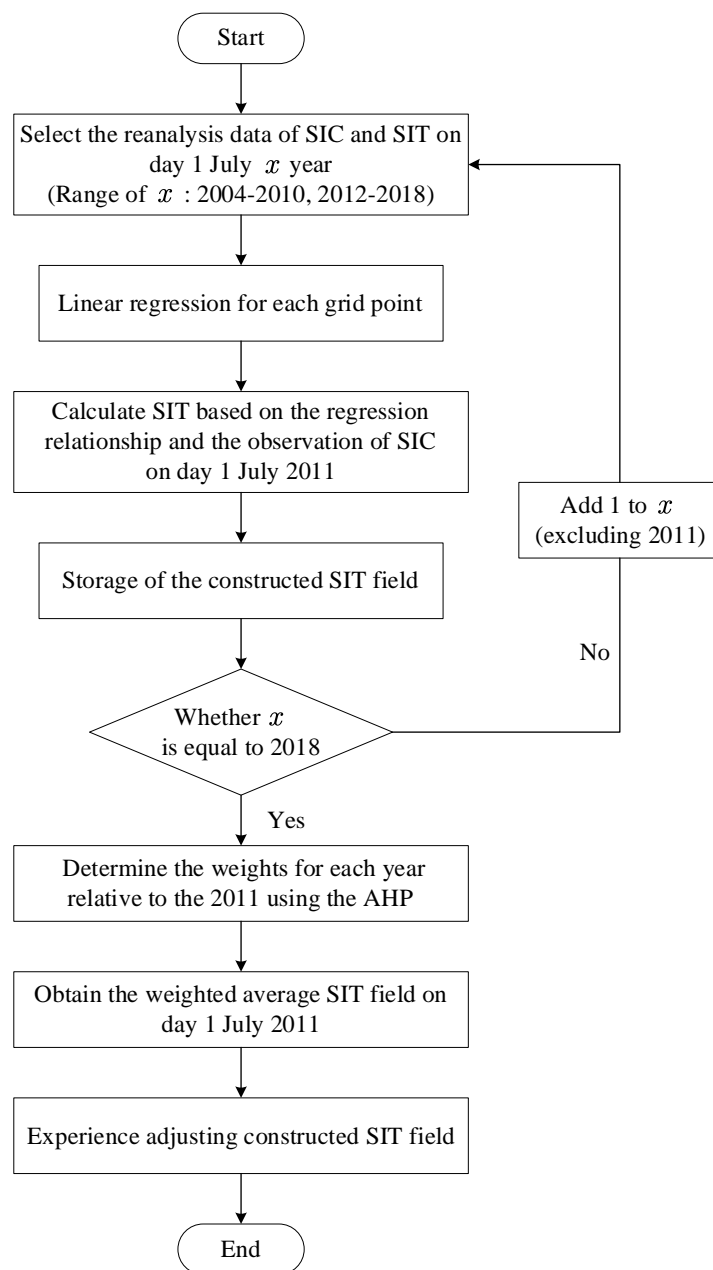 Start
Select the reanalysis data of SIC and SIT on
day 1 July x year
(Range of x : 2004-2010, 2012-2018)
Linear regression for each grid point
Calculate SIT based on the regression
relationship and the observation of SIC
on day 1 July 2011
Add 1 to x
(excluding 2011)
Storage of the constructed SIT field
No
Whether x
is equal to 2018
Yes
Determine the weights for each year
relative to the 2011 using the AHP
Obtain the weighted average SIT field on
day 1 July 2011
Experience adjusting constructed SIT field
End